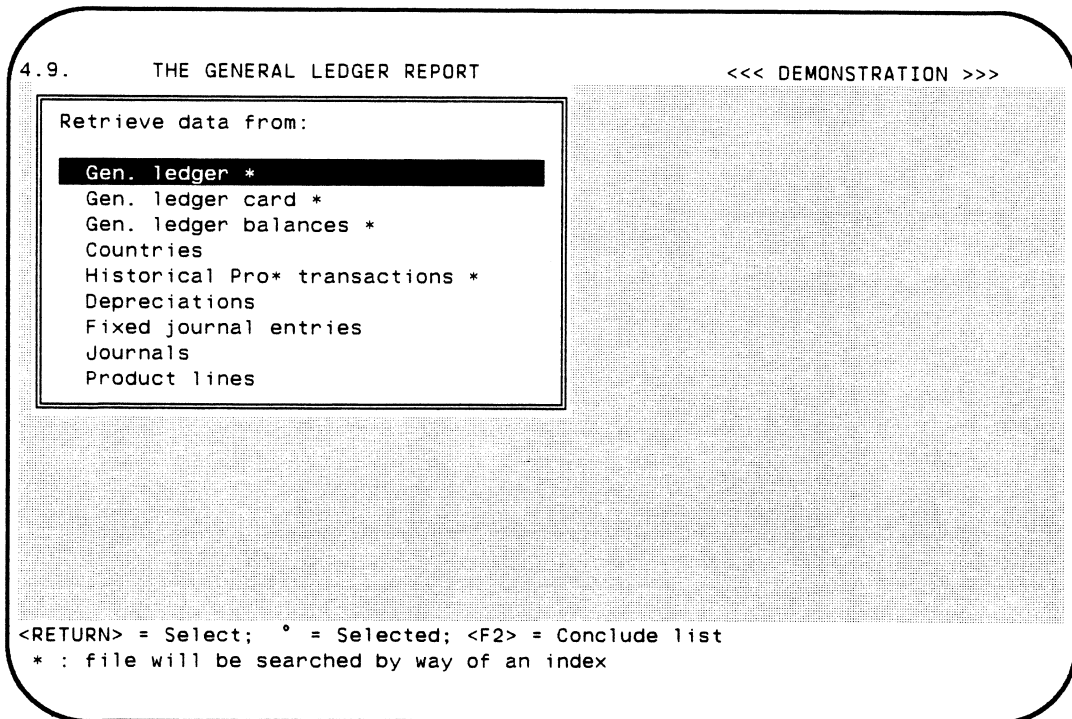 4.9. THE GENERAL LEDGER REPORT <<< DEMONSTRATION >>>
Retrieve data from:
Gen. ledger *
Gen. ledger card *
Gen. ledger balances *
Countries
Historical Pro* transactions *
Depreciations
Fixed journal entries
Journals
Product lines
<RETURN> = Select; ° = Selected; <F2> = Conclude list
* : file will be searched by way of an index